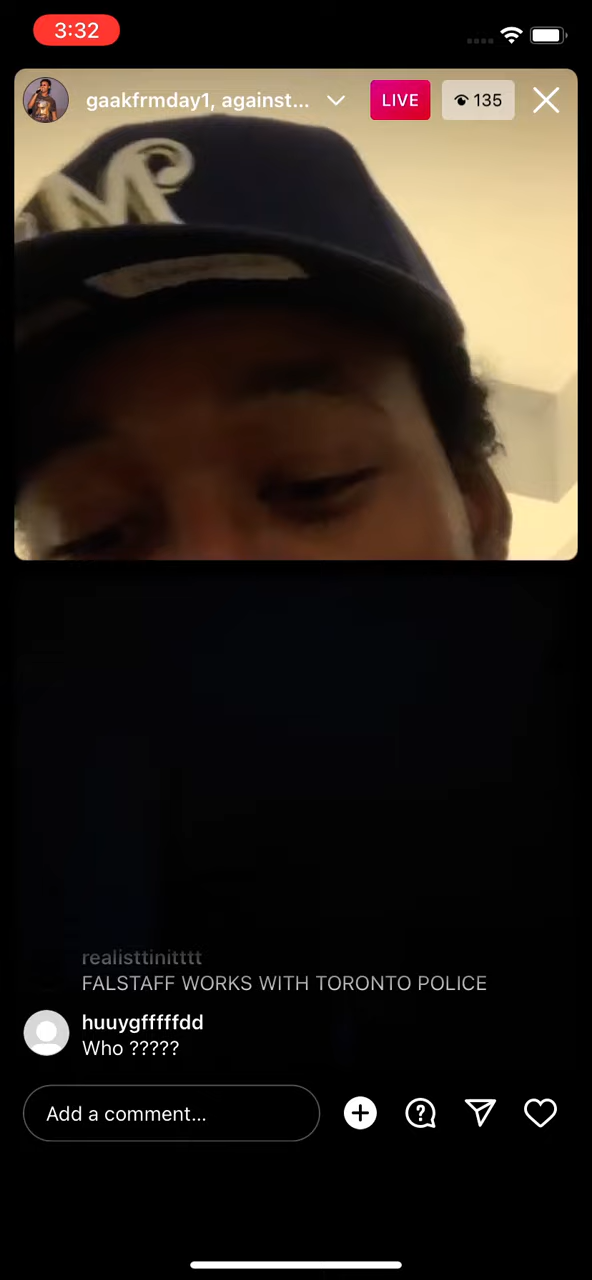 3:32
gaakfrmday1, against...
LIVE
135
M
realisttinitttt
FALSTAFF WORKS WITH TORONTO POLICE
huuygfffffdd
Who ?????
Add a comment...